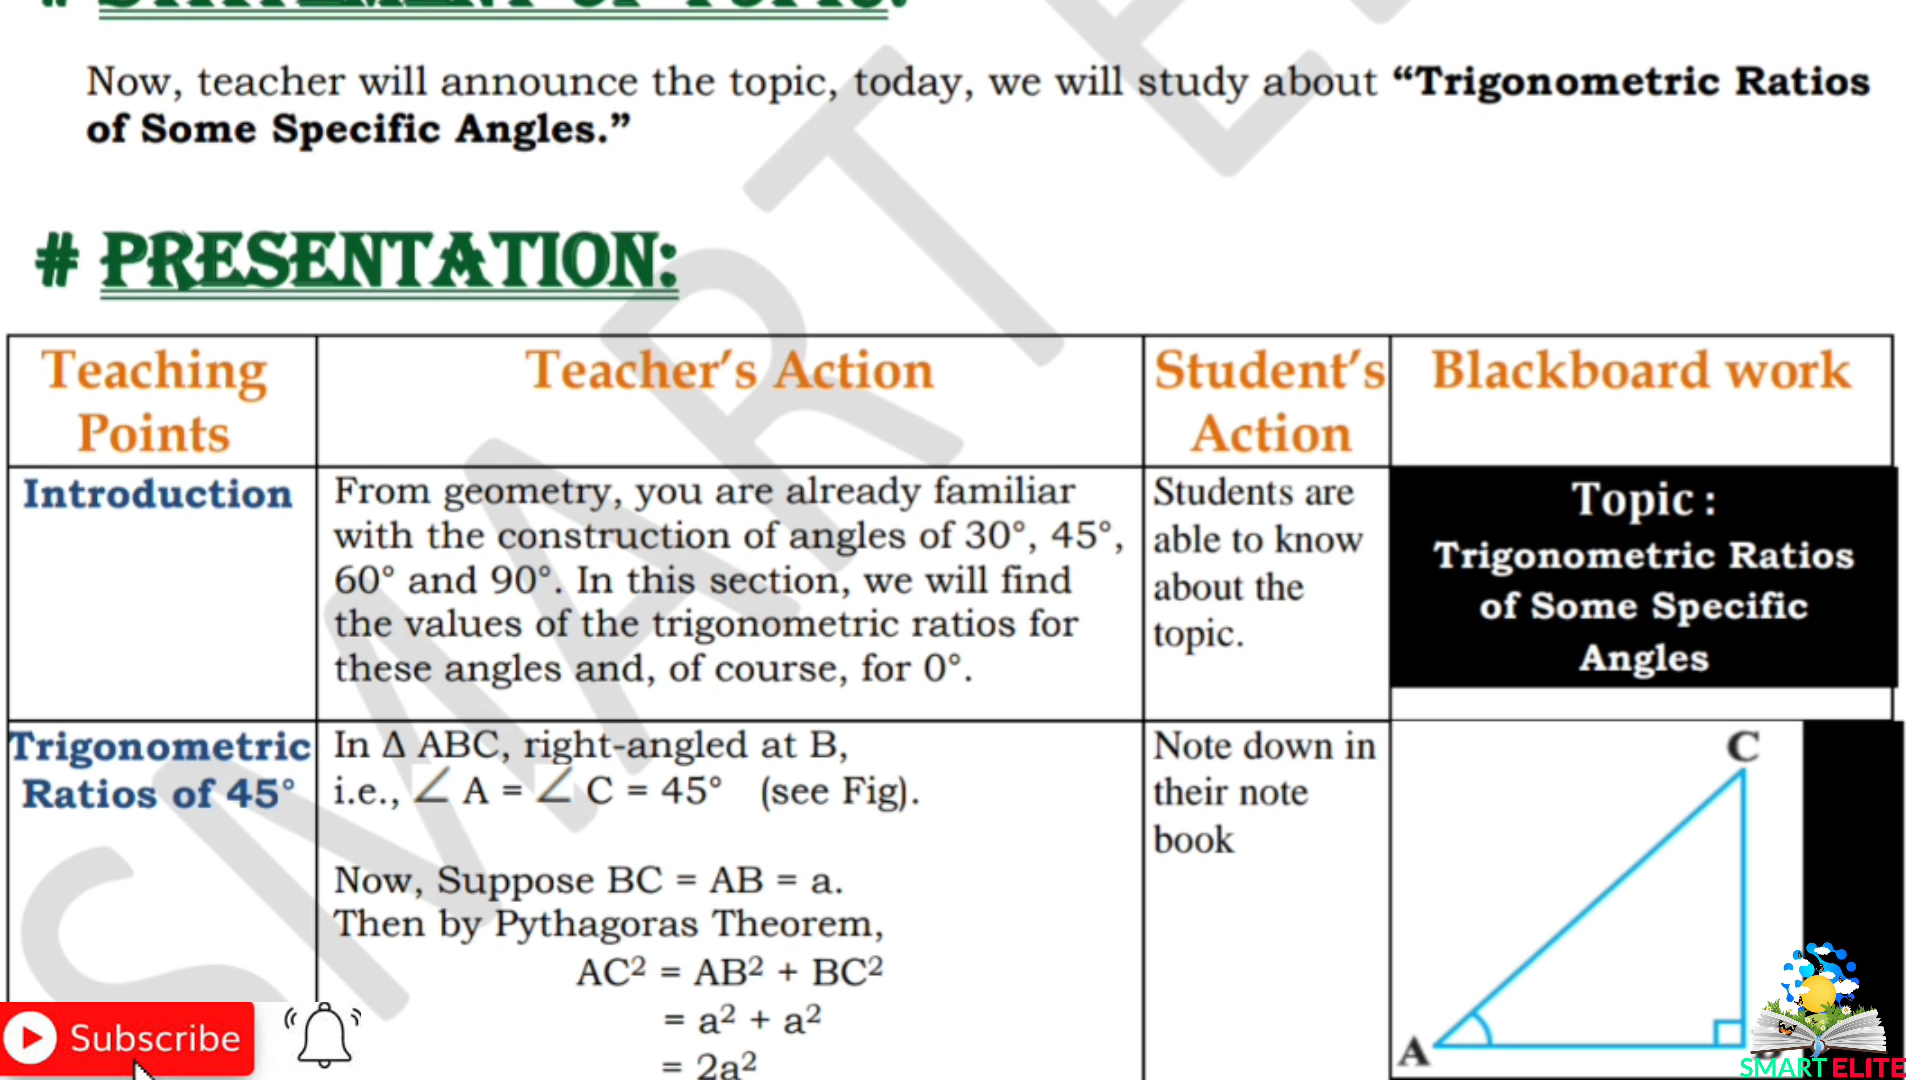 # STATEMENT OF TOPIC:
Now, teacher will announce the topic, today, we will study about “Trigonometric Ratios
of Some Specific Angles.”
# PRESENTATION:
Teaching
Points
Teacher’s Action
Student’s
Action
Blackboard work
Introduction
From geometry, you are already familiar
with the construction of angles of 30°, 45°,
60° and 90°. In this section, we will find
the values of the trigonometric ratios for
these angles and, of course, for 0°.
Students are
able to know
about the
topic.
Topic :
Trigonometric Ratios
of Some Specific
Angles
Trigonometric
Ratios of 45°
In Δ ABC, right-angled at B,
i.e., ∠ A = ∠ C = 45° (see Fig).
Now, Suppose BC = AB = a.
Then by Pythagoras Theorem,
AC² = AB² + BC²
= a² + a²
= 2a²
Note down in
their note
book
C
A
Subscribe
SMART ELITE
SMART E